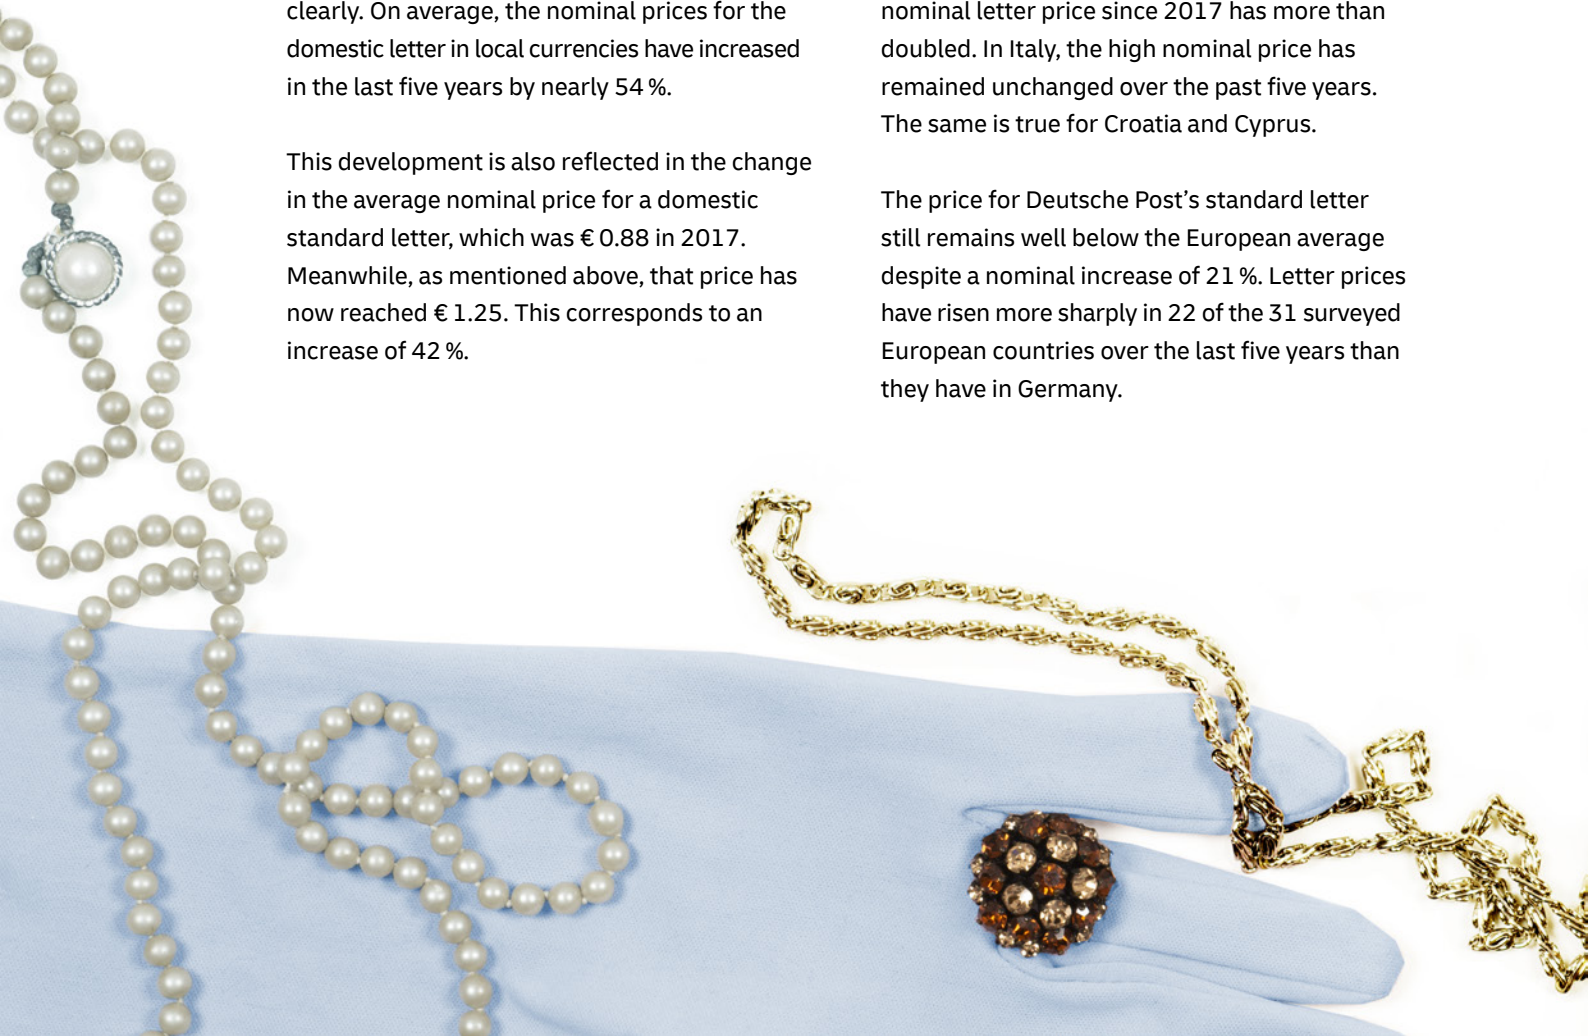 clearly. On average, the nominal prices for the
domestic letter in local currencies have increased
in the last five years by nearly 54 %.
This development is also reflected in the change
in the average nominal price for a domestic
standard letter, which was € 0.88 in 2017.
Meanwhile, as mentioned above, that price has
now reached € 1.25. This corresponds to an
increase of 42 %.
nominal letter price since 2017 has more than
doubled. In Italy, the high nominal price has
remained unchanged over the past five years.
The same is true for Croatia and Cyprus.
The price for Deutsche Post’s standard letter
still remains well below the European average
despite a nominal increase of 21 %. Letter prices
have risen more sharply in 22 of the 31 surveyed
European countries over the last five years than
they have in Germany.